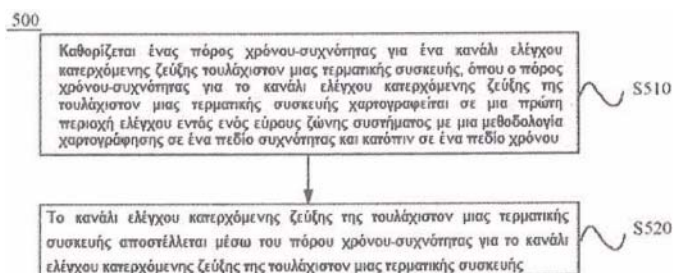 500
Καθορίζεται ένας πόρος χρόνου-συχνότητας για ένα κανάλι ελέγχου
κατερχόμενης ζεύξης τουλάχιστον μιας τερματικής συσκευής, όπου ο πόρος
χρόνου-συχνότητας για το κανάλι ελέγχου κατερχόμενης ζεύξης της
τουλάχιστον μιας τερματικής συσκευής χαρτογραφείται σε μια πρώτη
περιοχή ελέγχου εντός ενός εύρους ζώνης συστήματος με μια μεθοδολογία
χαρτογράφησης σε ένα πεδίο συχνότητας και κατόπιν σε ένα πεδίο χρόνου
S510
Το κανάλι ελέγχου κατερχόμενης ζεύξης της τουλάχιστον μιας τερματικής
συσκευής αποστέλλεται μέσω του πόρου χρόνου-συχνότητας για το κανάλι
ελέγχου κατερχόμενης ζεύξης της τουλάχιστον μιας τερματικής συσκευής
S520